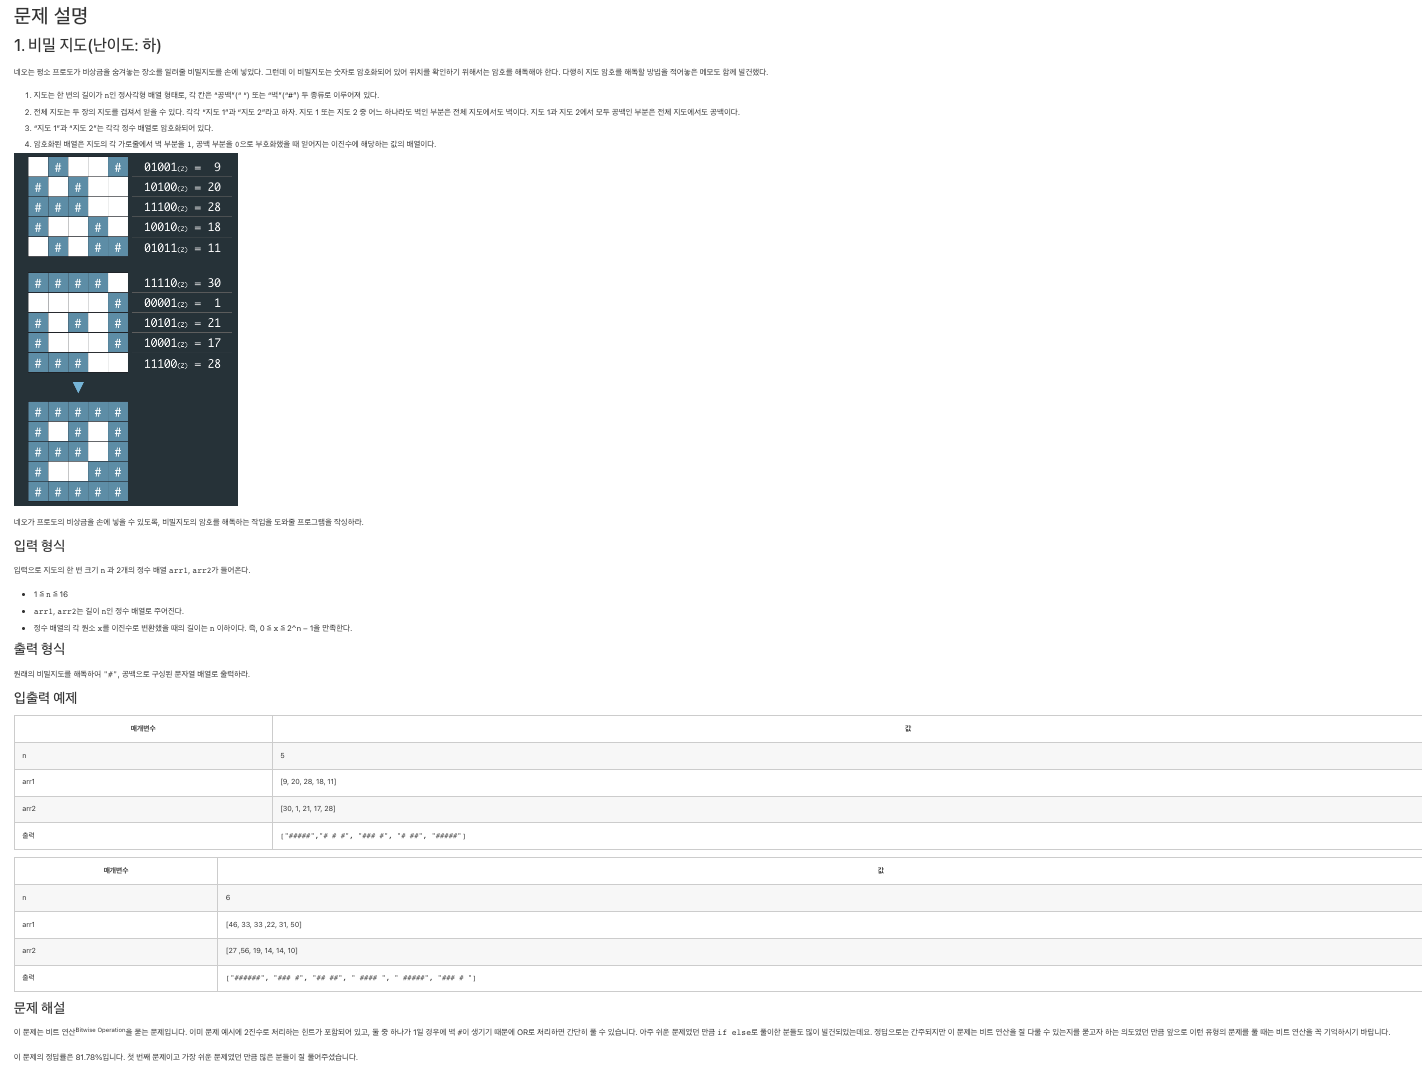 문제 설명
1. 비밀 지도(난이도: 하)
네오는 평소 프로도가 비상금을 숨겨놓는 장소를 알려줄 비밀지도를 손에 넣었다. 그런데 이 비밀지도는 숫자로 암호화되어 있어 위치를 확인하기 위해서는 암호를 해독해야 한다. 다행히 지도 암호를 해독할 방법을 적어놓은 메모도 함께 발견했다.
1. 지도는 한 변의 길이가 n인 정사각형 배열 형태로, 각 칸은 “공백”(“ “) 또는 “벽”(“#”) 두 종류로 이루어져 있다.
2. 전체 지도는 두 장의 지도를 겹쳐서 얻을 수 있다. 각각 “지도 1”과 “지도 2”라고 하자. 지도 1 또는 지도 2 중 어느 하나라도 벽인 부분은 전체 지도에서도 벽이다. 지도 1과 지도 2에서 모두 공백인 부분은 전체 지도에서도 공백이다.
3. “지도 1”과 “지도 2”는 각각 정수 배열로 암호화되어 있다.
4. 암호화된 배열은 지도의 각 가로줄에서 벽 부분을 1, 공백 부분을 0으로 부호화했을 때 얻어지는 이진수에 해당하는 값의 배열이다.
# # 01001(2) = 9
# # 10100(2) = 20
# # # 11100(2) = 28
# # 10010(2) = 18
# # # 01011(2) = 11
# # # # 11110(2) = 30
# 00001(2) = 1
# # # 10101(2) = 21
# # 10001(2) = 17
# # # 11100(2) = 28
▼
# # # # #
# # #
# # # #
# # #
# # # # #
네오가 프로도의 비상금을 손에 넣을 수 있도록, 비밀지도의 암호를 해독하는 작업을 도와줄 프로그램을 작성하라.
입력 형식
입력으로 지도의 한 변 크기 n 과 2개의 정수 배열 arr1, arr2가 들어온다.
• 1 ≦ n ≦ 16
• arr1, arr2는 길이 n인 정수 배열로 주어진다.
• 정수 배열의 각 원소 x를 이진수로 변환했을 때의 길이는 n 이하이다. 즉, 0 ≦ x ≦ 2^n – 1을 만족한다.
출력 형식
원래의 비밀지도를 해독하여 "#", 공백으로 구성된 문자열 배열로 출력하라.
입출력 예제
매개변수 값
n 5
arr1 [9, 20, 28, 18, 11]
arr2 [30, 1, 21, 17, 28]
출력 ["#####","# # #", "### #", "# ##", "#####"]
매개변수 값
n 6
arr1 [46, 33, 33 ,22, 31, 50]
arr2 [27 ,56, 19, 14, 14, 10]
출력 ["######", "### #", "## ##", " #### ", " #####", "### # "]
문제 해설
이 문제는 비트 연산Bitwise Operation을 묻는 문제입니다. 이미 문제 예시에 2진수로 처리하는 힌트가 포함되어 있고, 둘 중 하나가 1일 경우에 벽 #이 생기기 때문에 OR로 처리하면 간단히 풀 수 있습니다. 아주 쉬운 문제였던 만큼 if else로 풀이한 분들도 많이 발견되었는데요. 정답으로는 간주되지만 이 문제는 비트 연산을 잘 다룰 수 있는지를 묻고자 하는 의도였던 만큼 앞으로 이런 유형의 문제를 풀 때는 비트 연산을 꼭 기억하시기 바랍니다.
이 문제의 정답률은 81.78%입니다. 첫 번째 문제이고 가장 쉬운 문제였던 만큼 많은 분들이 잘 풀어주셨습니다.